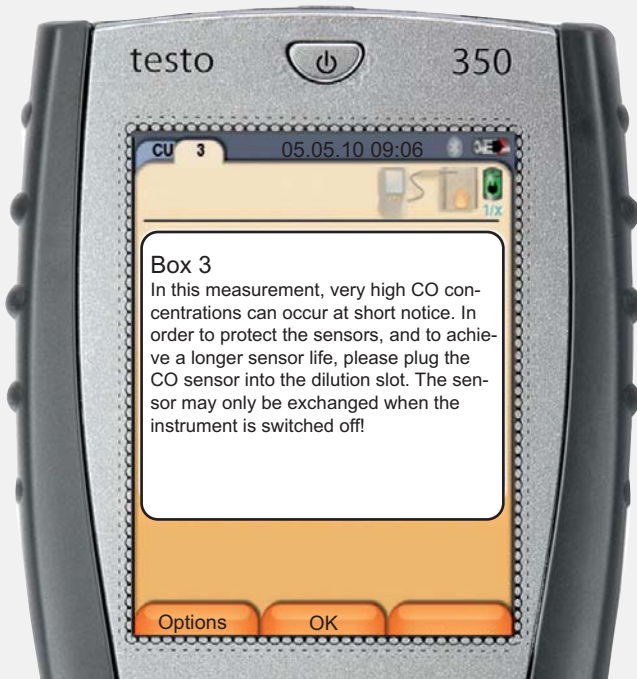 testo 350
CU 3 05.05.10 09:06
1/x
Box 3
In this measurement, very high CO con-
centrations can occur at short notice. In
order to protect the sensors, and to achie-
ve a longer sensor life, please plug the
CO sensor into the dilution slot. The sen-
sor may only be exchanged when the
instrument is switched off!
Options OK